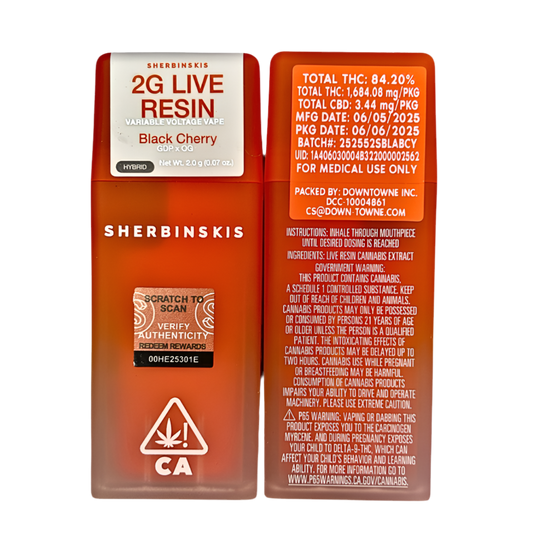 SHERBINSKIS
2G LIVE
RESIN
VARIABLE VOLTAGE VAPE
Black Cherry
GDP x OG
HYBRID
Net Wt. 2.0 g (0.07 oz.)
SHERBINSKIS
SCRATCH TO
SCAN
VERIFY
AUTHENTICITY
REDEEM REWARDS
00HE25301E
CA
TOTAL THC: 84.20%
TOTAL THC: 1,684.08 mg/PKG
TOTAL CBD: 3.44 mg/PKG
MFG DATE: 06/05/2025
PKG DATE: 06/06/2025
BATCH#: 252552SBLABCY
UID: 1A406030004B322000002562
FOR MEDICAL USE ONLY
PACKED BY: DOWNTOWNE INC.
DCC-10004861
CS@DOWN-TOWNE.COM
INSTRUCTIONS: INHALE THROUGH MOUTHPIECE
UNTIL DESIRED DOSING IS REACHED
INGREDIENTS: LIVE RESIN CANNABIS EXTRACT
GOVERNMENT WARNING:
THIS PRODUCT CONTAINS CANNABIS,
A SCHEDULE 1 CONTROLLED SUBSTANCE, KEEP
OUT OF REACH OF CHILDREN AND ANIMALS.
CANNABIS PRODUCTS MAY ONLY BE POSSESSED
OR CONSUMED BY PERSONS 21 YEARS OF AGE
OR OLDER UNLESS THE PERSON IS A QUALIFIED
PATIENT. THE INTOXICATING EFFECTS OF
CANNABIS PRODUCTS MAY BE DELAYED UP TO
TWO HOURS. CANNABIS USE WHILE PREGNANT
OR BREASTFEEDING MAY BE HARMFUL.
CONSUMPTION OF CANNABIS PRODUCTS
IMPAIRS YOUR ABILITY TO DRIVE AND OPERATE
MACHINERY. PLEASE USE EXTREME CAUTION.
P65 WARNING: VAPING OR DABBING THIS
PRODUCT EXPOSES YOU TO THE CARCINOGEN
MYRCENE, AND DURING PREGNANCY EXPOSES
YOUR CHILD TO DELTA-9-THC, WHICH CAN
AFFECT YOUR CHILD'S BEHAVIOR AND LEARNING
ABILITY. FOR MORE INFORMATION GO TO
WWW.P65WARNINGS.CA.GOV/CANNABIS.